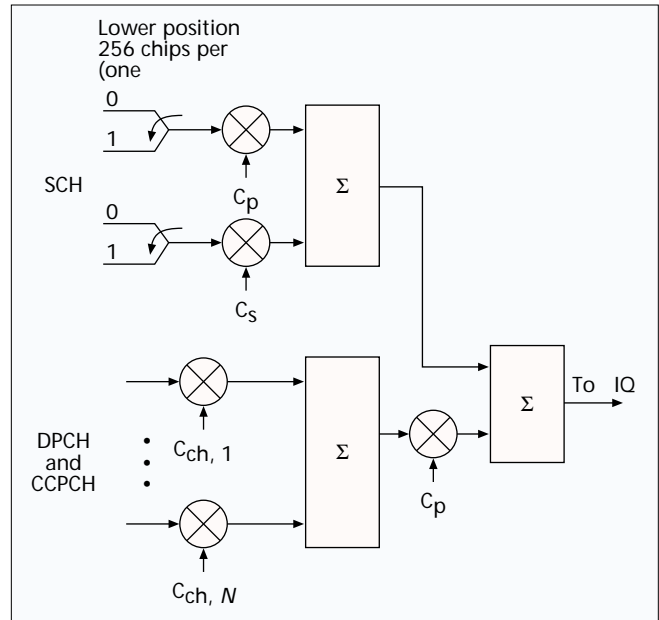 Lower position
256 chips per
(one
0
1
SCH
Cp
Σ
0
1
Cs
Σ
To IQ
DPCH
and
CCPCH
Cch, 1
Σ
Cp
Cch, N